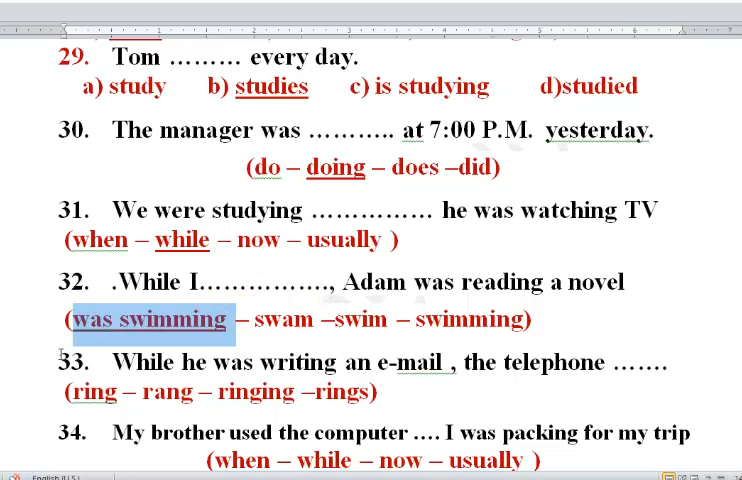 29. Tom ……… every day.
a) study b) studies c) is studying d)studied
30. The manager was ……….. at 7:00 P.M. yesterday.
(do – doing – does –did)
31. We were studying …………… he was watching TV
(when – while – now – usually )
32. .While I……………., Adam was reading a novel
(was swimming – swam –swim – swimming)
33. While he was writing an e-mail , the telephone …….
(ring – rang – ringing –rings)
34. My brother used the computer …. I was packing for my trip
(when – while – now – usually )
English (U.S.)